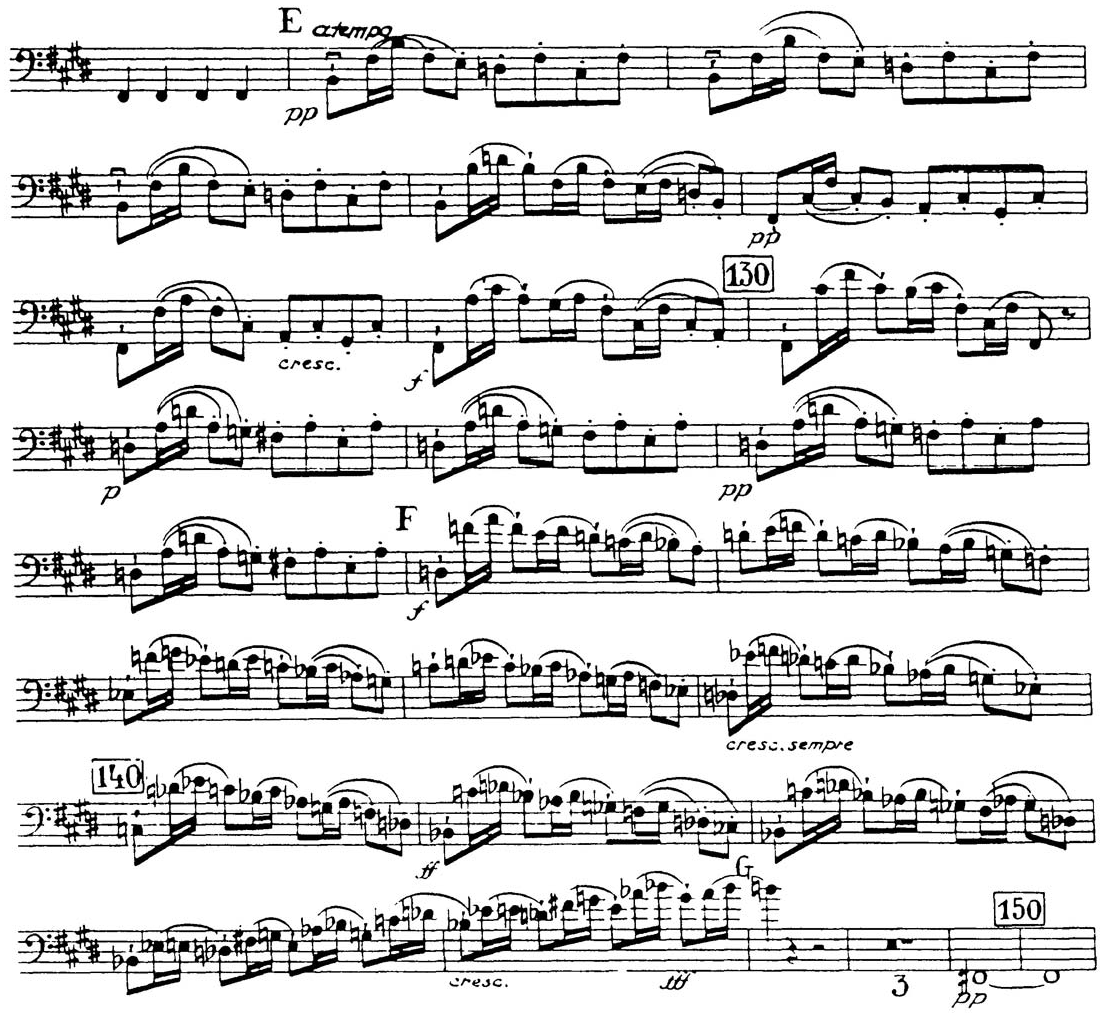 E a tempo
pp
pp
130
cresc.
f
p
pp
F
f
cresc. sempre
140
ff
G
150
cresc.
fff
3
pp